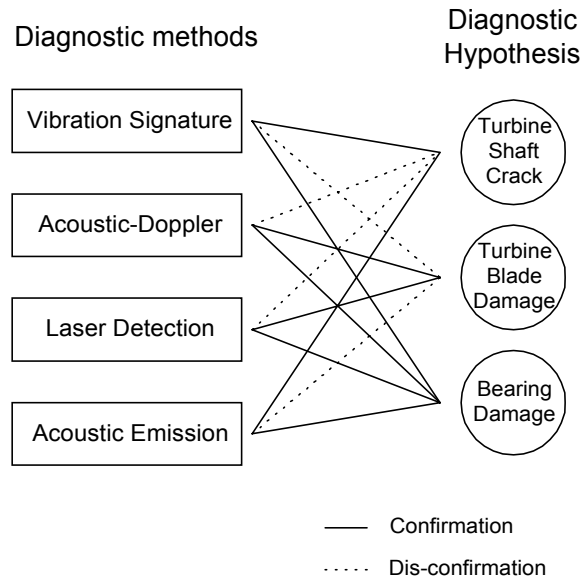 Diagnostic methods
Diagnostic
Hypothesis
Vibration Signature
Acoustic-Doppler
Laser Detection
Acoustic Emission
Turbine
Shaft
Crack
Turbine
Blade
Damage
Bearing
Damage
Confirmation
Dis-confirmation